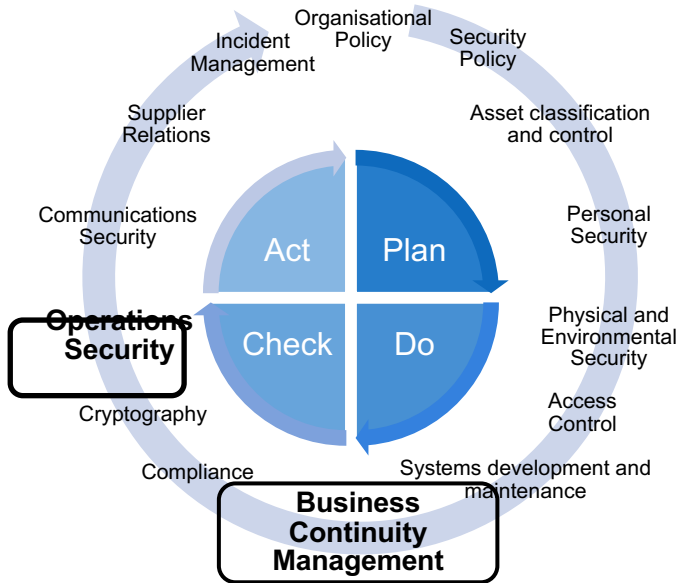 Organisational
Policy
Security
Policy
Asset classification
and control
Personal
Security
Physical and
Environmental
Security
Access
Control
Systems development and
maintenance
Business
Continuity
Management
Compliance
Cryptography
Operations
Security
Communications
Security
Supplier
Relations
Incident
Management
Act
Plan
Check
Do